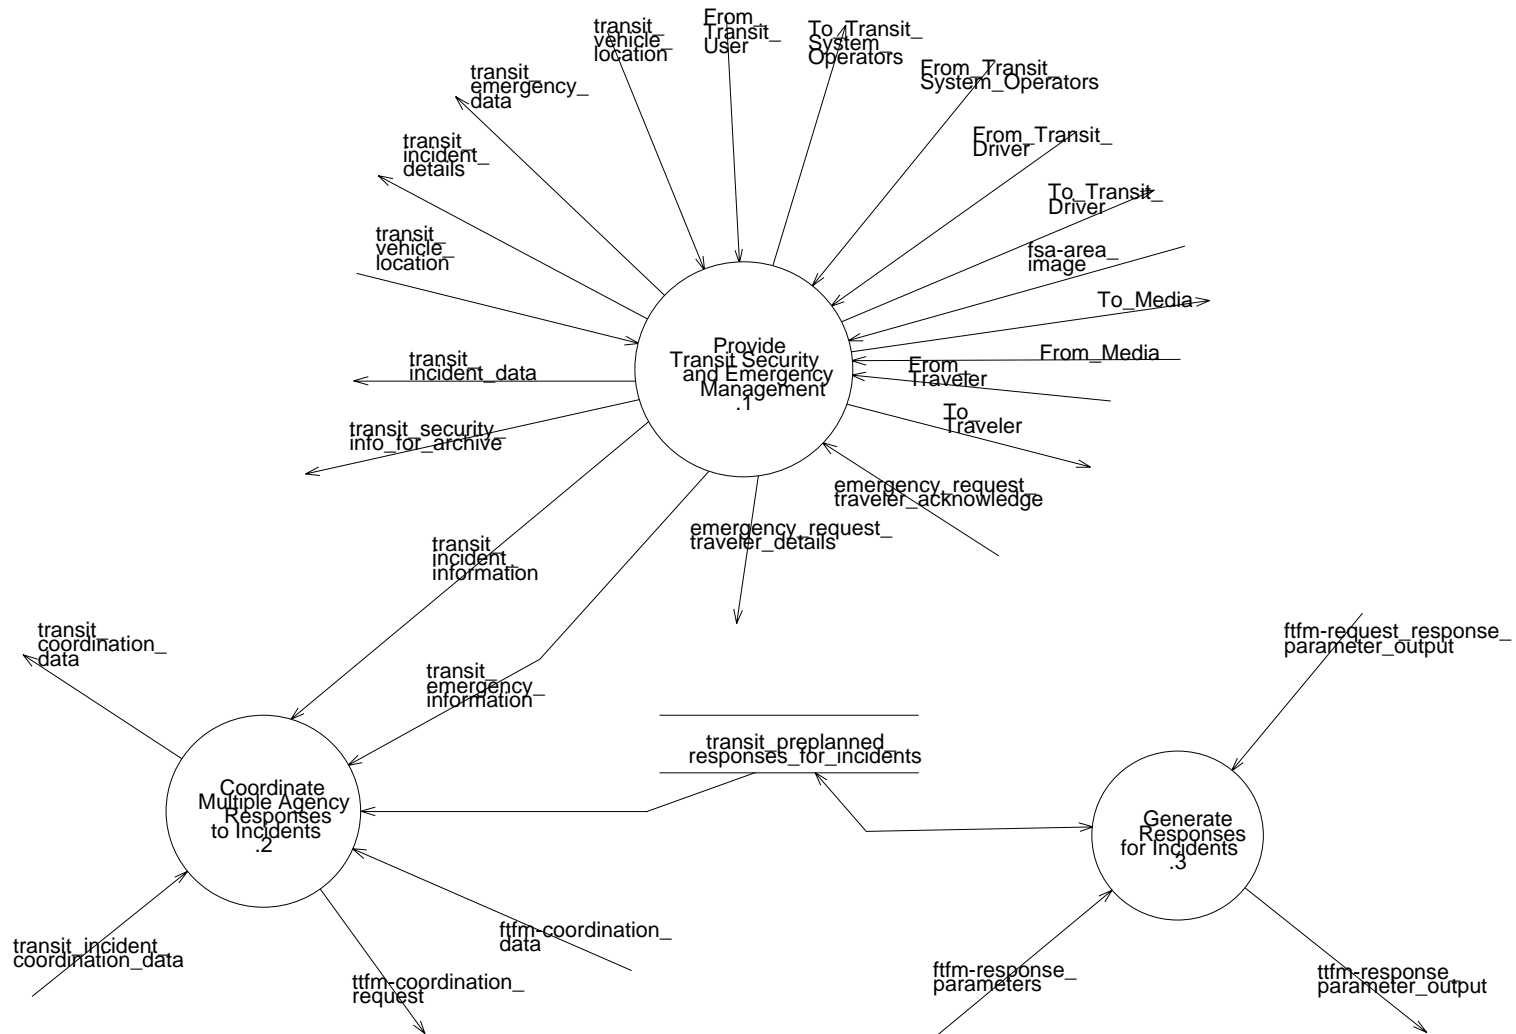 transit_
vehicle_
location
From_
Transit_
User
To_Transit_
System_
Operators
transit_
emergency_
data
From_Transit_
System_Operators
transit_
incident_
details
From_Transit_
Driver
To_Transit_
Driver
transit_
vehicle_
location
fsa-area_
image
To_Media
Provide
Transit Security
and Emergency
Management
.1
From_Media
transit_
incident_data
From_
Traveler
To_
Traveler
transit_security_
info_for_archive
emergency_request_
traveler_acknowledge
emergency_request_
traveler_details
transit_
incident_
information
transit_
coordination_
data
ftfm-request_response_
parameter_output
transit_
emergency_
information
transit_preplanned_
responses_for_incidents
Coordinate
Multiple Agency
Responses
to Incidents
.2
Generate
Responses
for Incidents
.3
transit_incident_
coordination_data
ftfm-coordination_
data
ttfm-coordination_
request
ftfm-response_
parameters
ttfm-response_
parameter_output